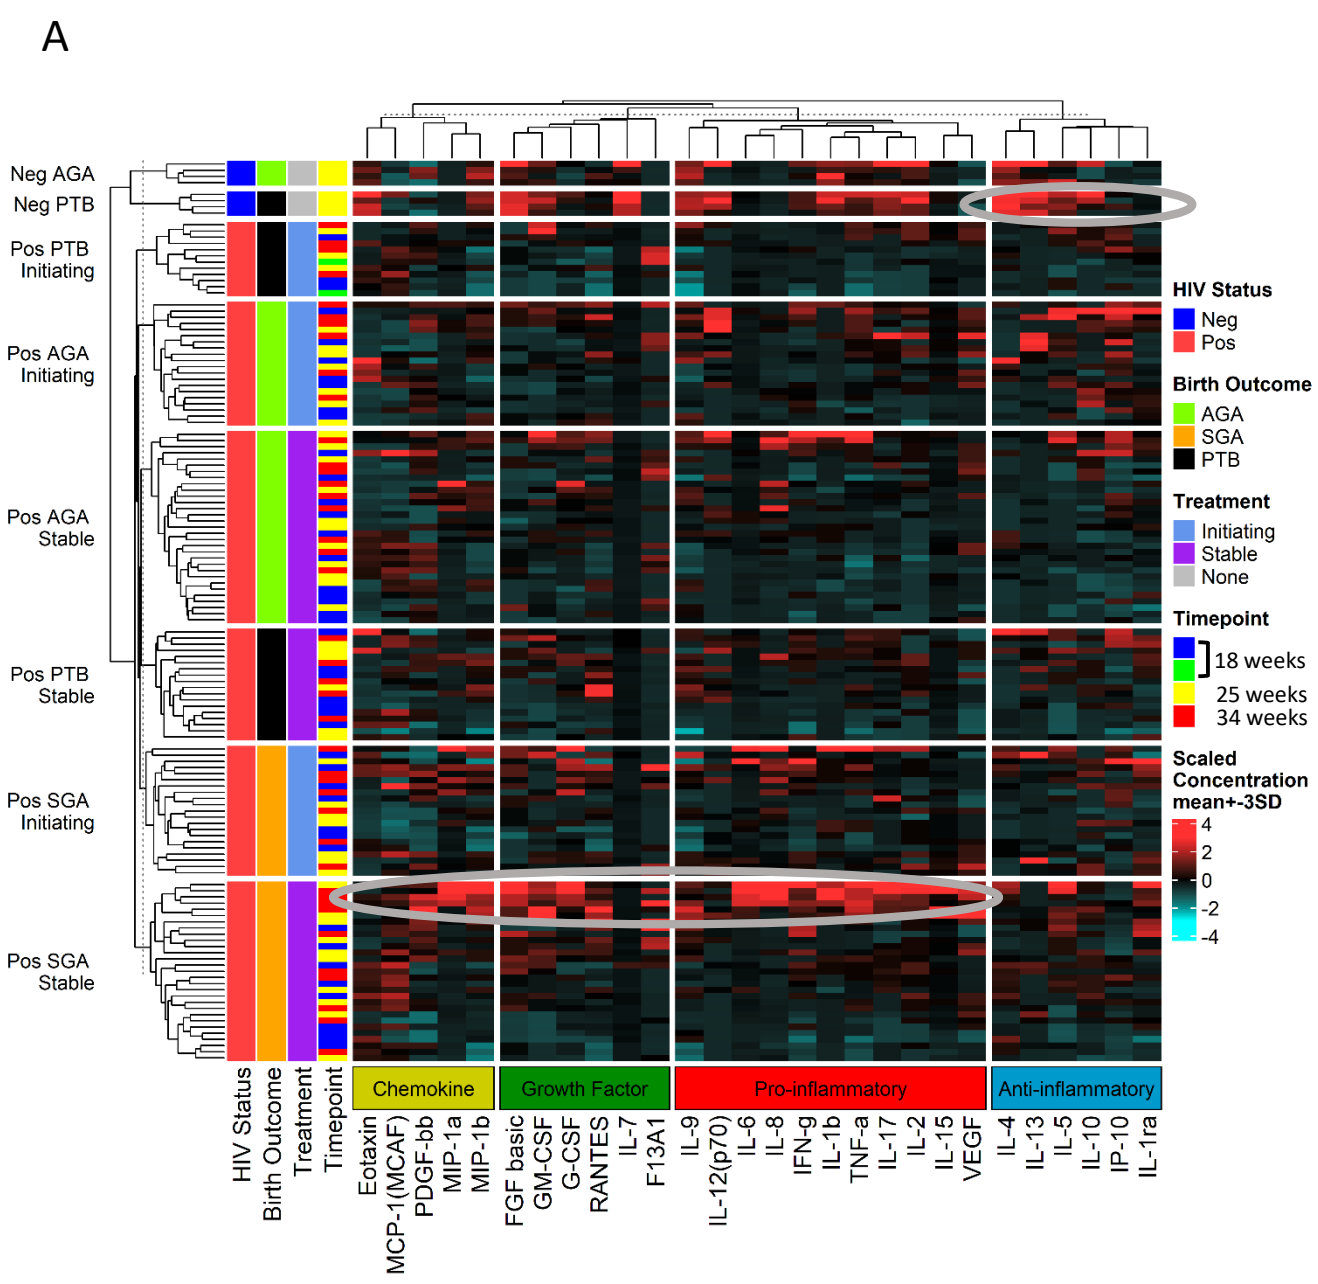 A
Neg AGA
Neg PTB
Pos PTB
Initiating
Pos AGA
Initiating
Pos AGA
Stable
Pos PTB
Stable
Pos SGA
Initiating
Pos SGA
Stable
HIV Status
Neg
Pos
Birth Outcome
AGA
SGA
PTB
Treatment
Initiating
Stable
None
Timepoint
18 weeks
25 weeks
34 weeks
Scaled
Concentration
mean+-3SD
4
2
0
-2
-4
Chemokine
Growth Factor
Pro-inflammatory
Anti-inflammatory
HIV Status
Birth Outcome
Treatment
Timepoint
Eotaxin
MCP-1(MCAF)
PDGF-bb
MIP-1a
MIP-1b
FGF basic
GM-CSF
G-CSF
RANTES
IL-7
F13A1
IL-9
IL-12(p70)
IL-6
IL-8
IFN-g
IL-1b
TNF-a
IL-17
IL-2
IL-15
VEGF
IL-4
IL-13
IL-5
IL-10
IP-10
IL-1ra